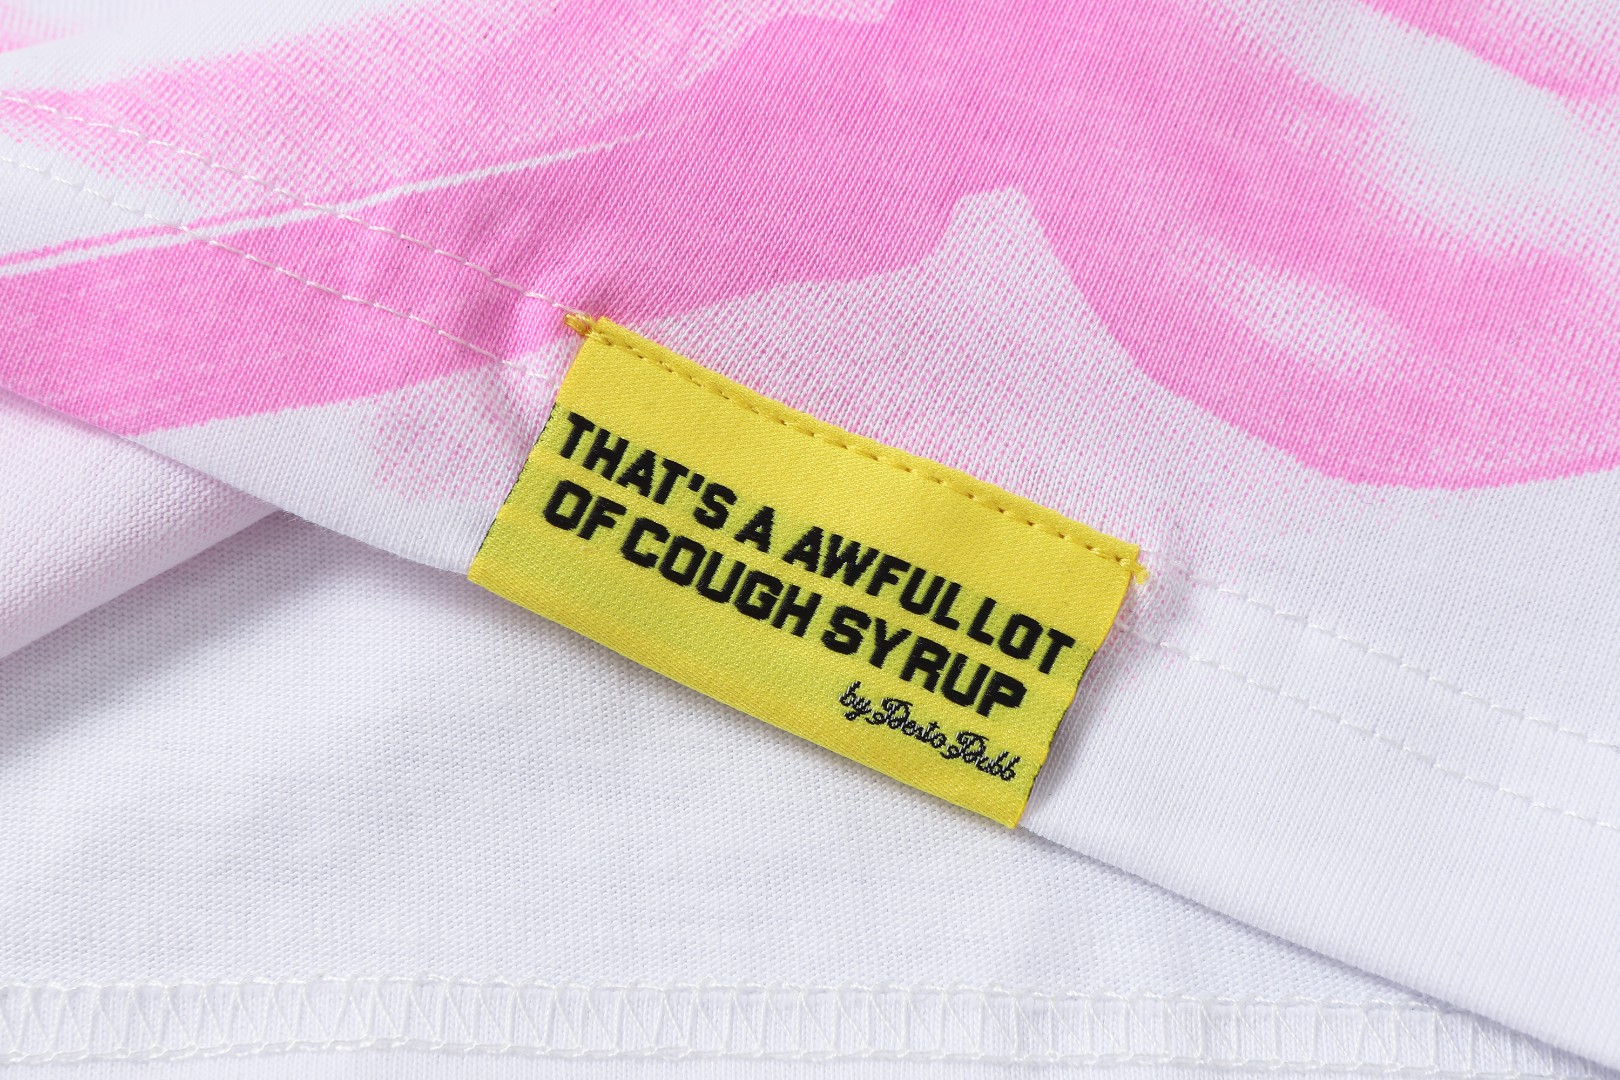 THAT'S A AWFUL LOT
OF COUGH SYRUP
by Desto Dubb